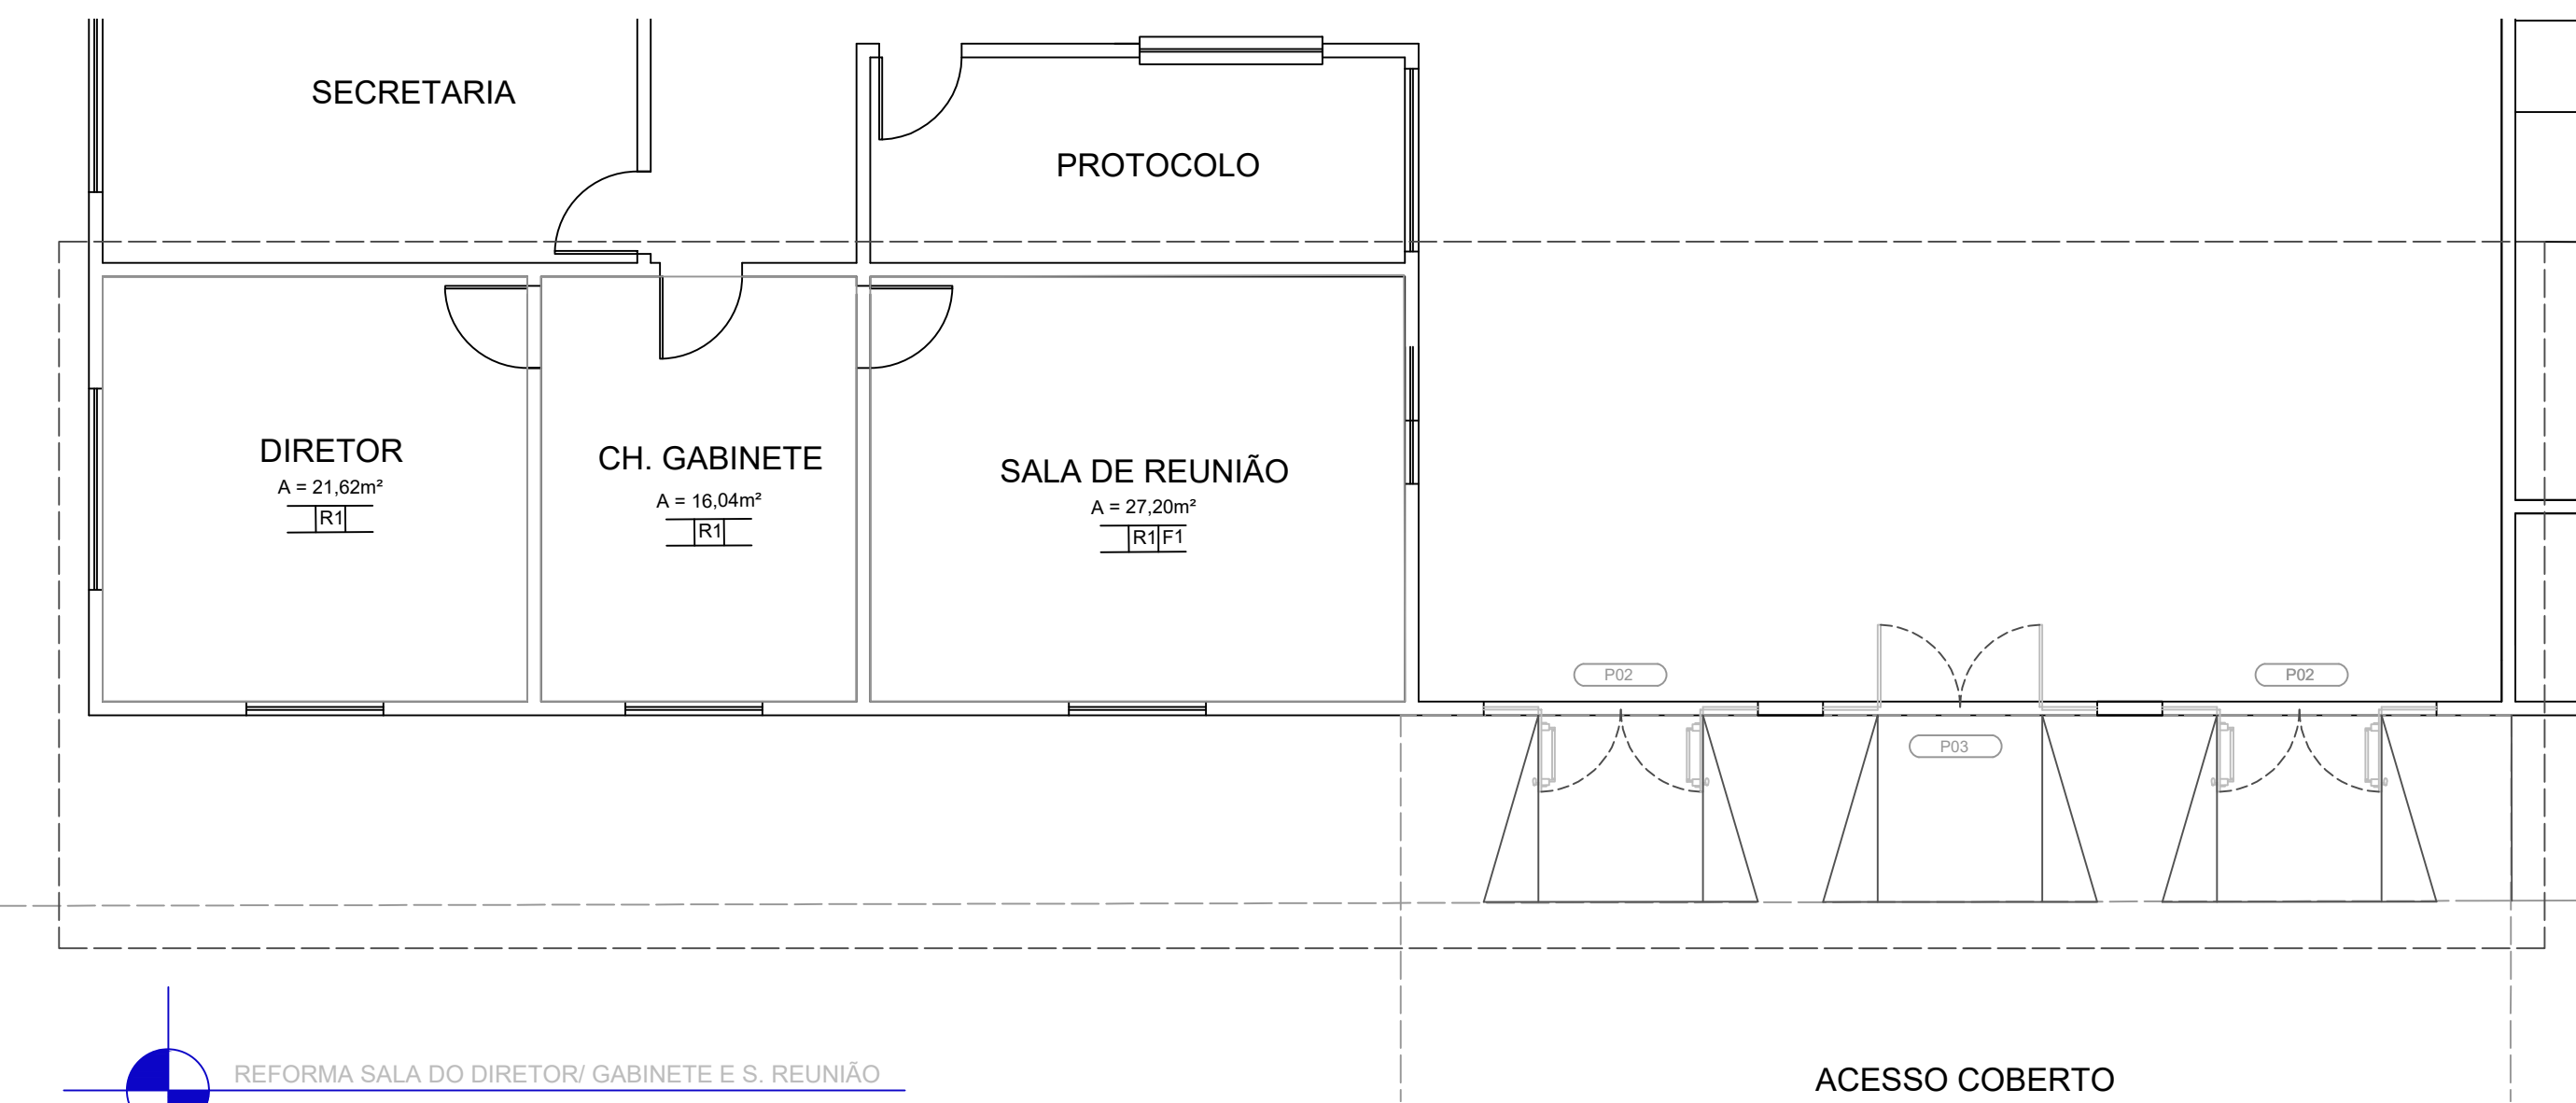 SECRETARIA
PROTOCOLO
DIRETOR
A = 21,62m²
R1
CH. GABINETE
A = 16,04m²
R1
SALA DE REUNIÃO
A = 27,20m²
R1 F1
P02
P02
P03
REFORMA SALA DO DIRETOR/ GABINETE E S. REUNIÃO
ACESSO COBERTO